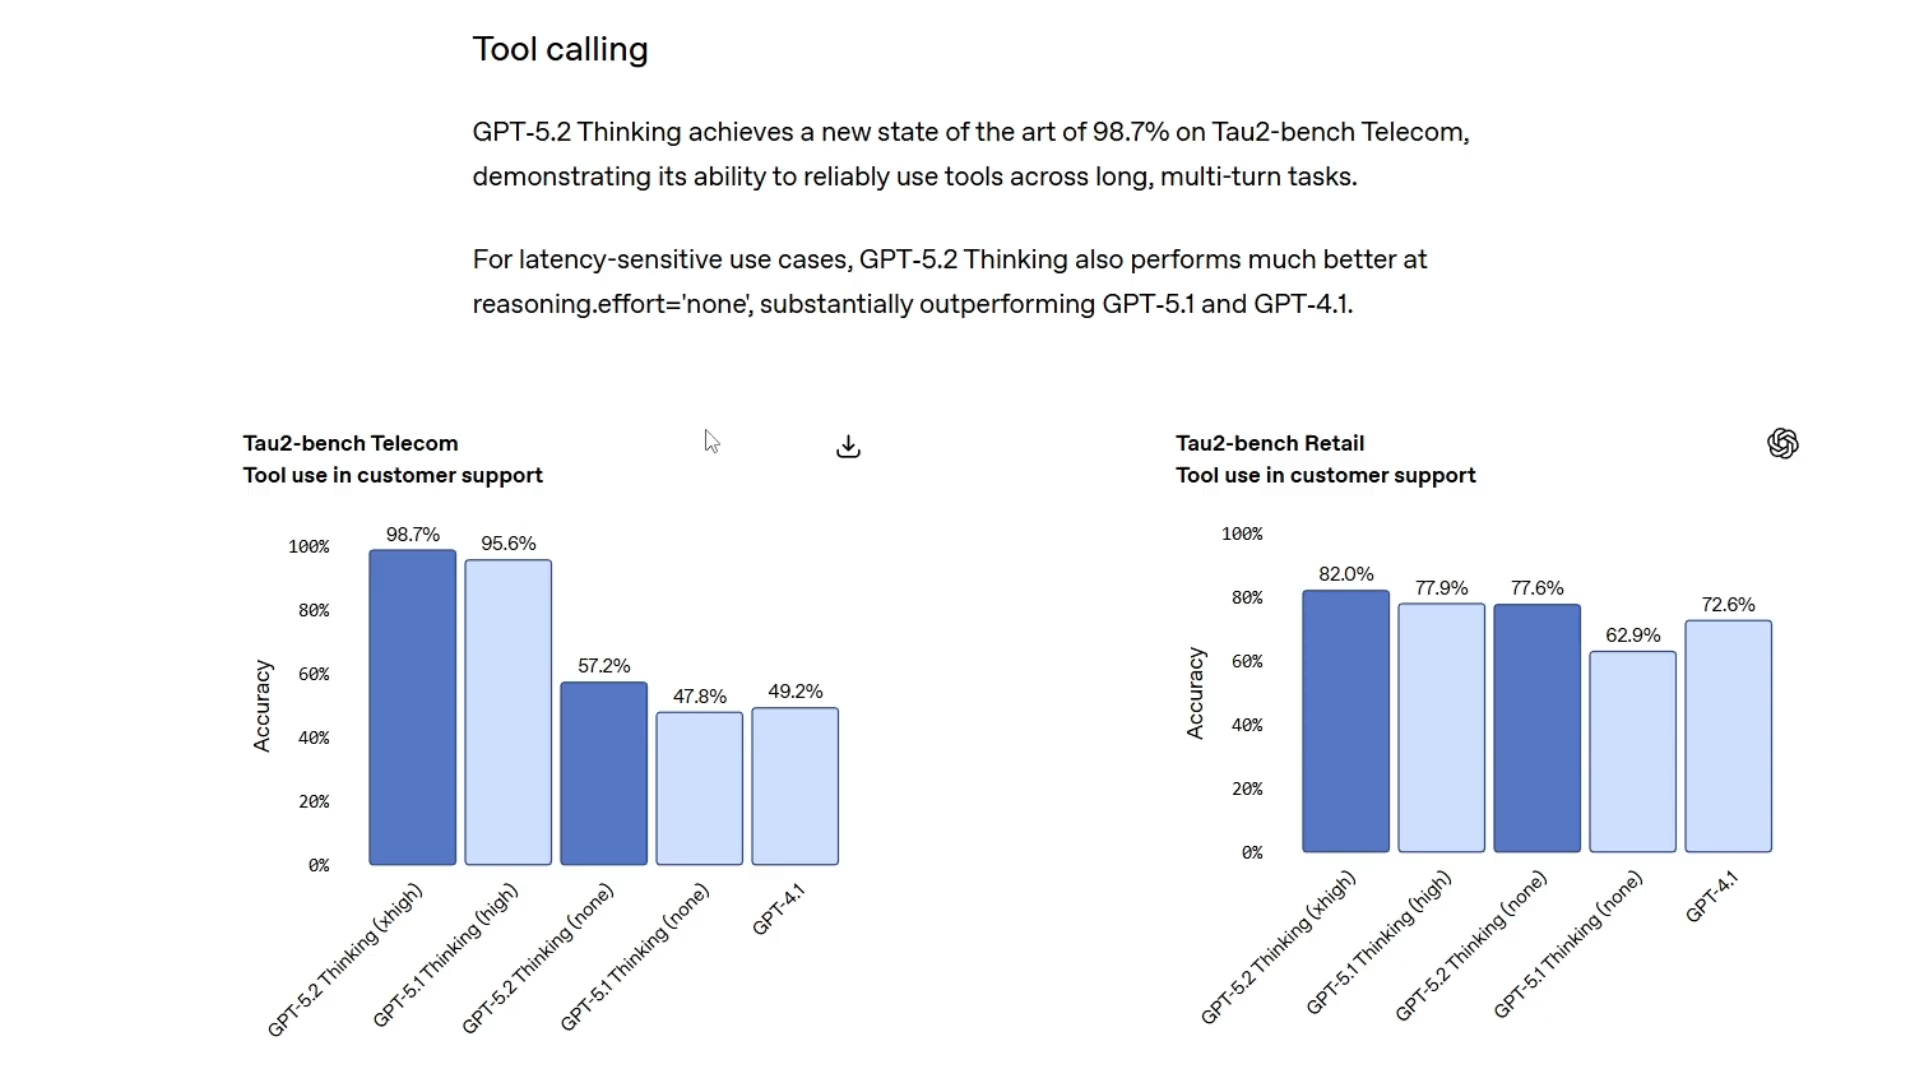 Tool calling
GPT-5.2 Thinking achieves a new state of the art of 98.7% on Tau2-bench Telecom,
demonstrating its ability to reliably use tools across long, multi-turn tasks.
For latency-sensitive use cases, GPT-5.2 Thinking also performs much better at
reasoning.effort='none', substantially outperforming GPT-5.1 and GPT-4.1.
Tau2-bench Telecom
Tool use in customer support
98.7%
95.6%
57.2%
47.8%
49.2%
100%
80%
60%
40%
20%
0%
Accuracy
GPT-5.2 Thinking (xhigh)
GPT-5.1 Thinking (high)
GPT-5.2 Thinking (none)
GPT-5.1 Thinking (none)
GPT-4.1
Tau2-bench Retail
Tool use in customer support
82.0%
77.9%
77.6%
62.9%
72.6%
100%
80%
60%
40%
20%
0%
Accuracy
GPT-5.2 Thinking (xhigh)
GPT-5.1 Thinking (high)
GPT-5.2 Thinking (none)
GPT-5.1 Thinking (none)
GPT-4.1